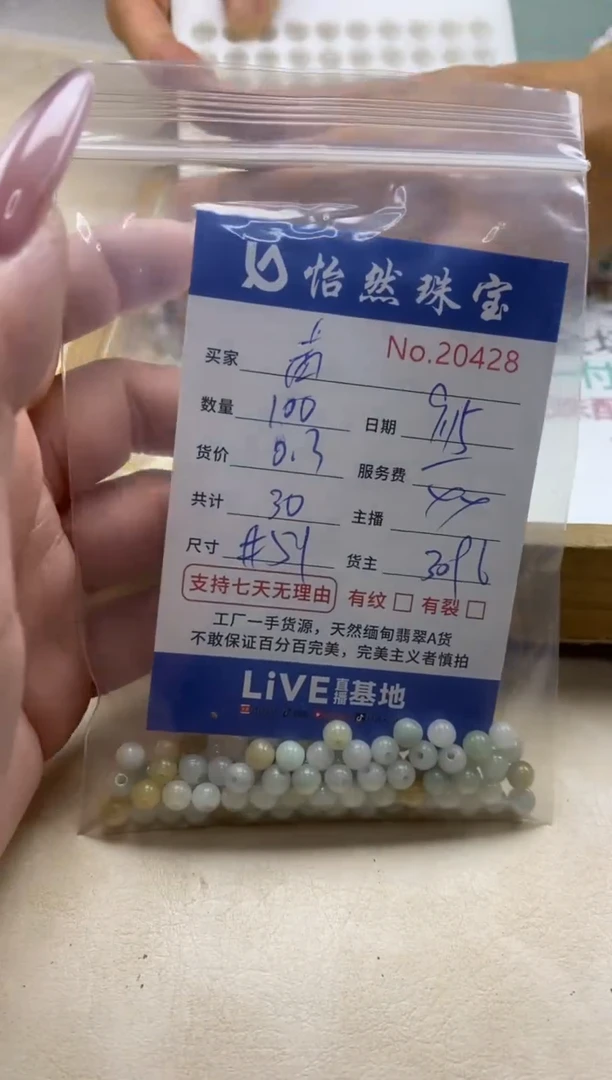 怡然珠宝
No.20428
买家
数量 100 日期 9.15
货价 0.3 服务费 —
共计 30 主播
尺寸 #54 货主 3096
支持七天无理由 有纹 □ 有裂 □
工厂一手货源，天然缅甸翡翠A货
不敢保证百分百完美，完美主义者慎拍
LiVE直播基地